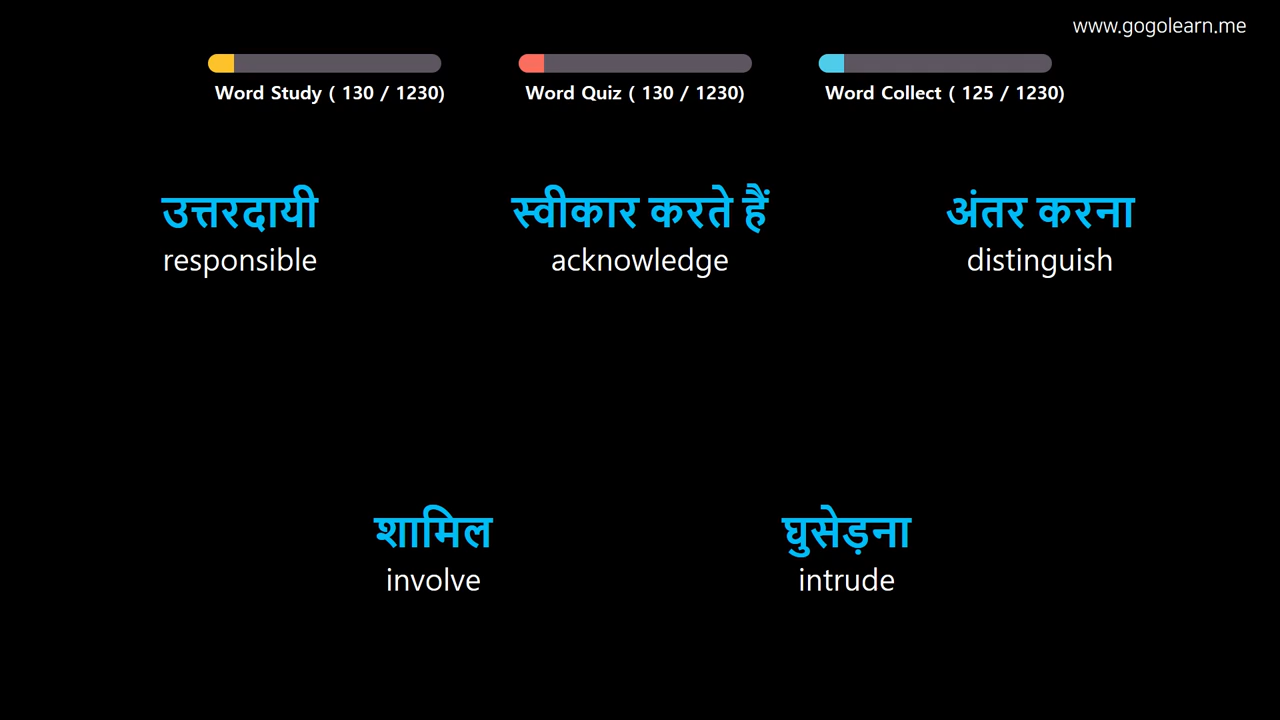 www.gogolearn.me
Word Study ( 130 / 1230)
Word Quiz ( 130 / 1230)
Word Collect ( 125 / 1230)
उत्तरदायी
responsible
स्वीकार करते हैं
acknowledge
अंतर करना
distinguish
शामिल
involve
घुसेड़ना
intrude